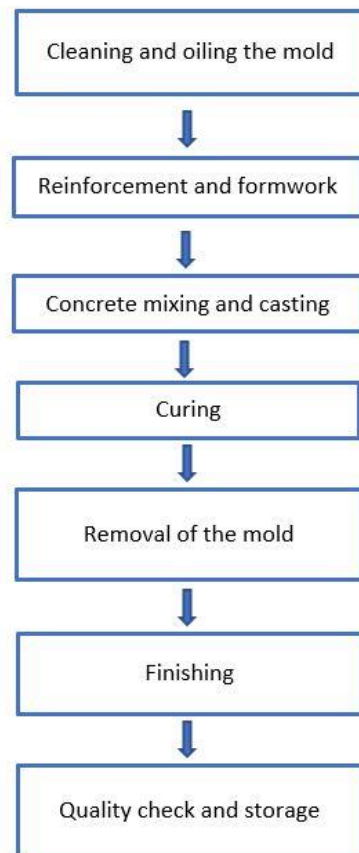 Cleaning and oiling the mold
Reinforcement and formwork
Concrete mixing and casting
Curing
Removal of the mold
Finishing
Quality check and storage